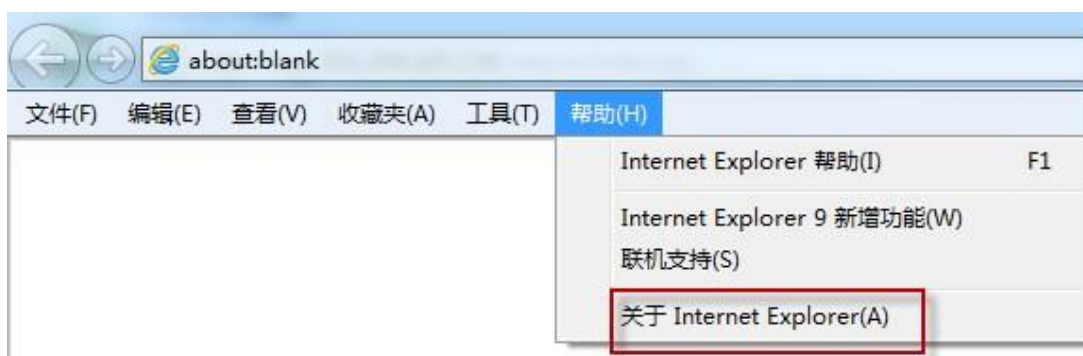 about:blank
文件(F) 编辑(E) 查看(V) 收藏夹(A) 工具(T) 帮助(H)
Internet Explorer 帮助(I) F1
Internet Explorer 9 新增功能(W)
联机支持(S)
关于 Internet Explorer(A)